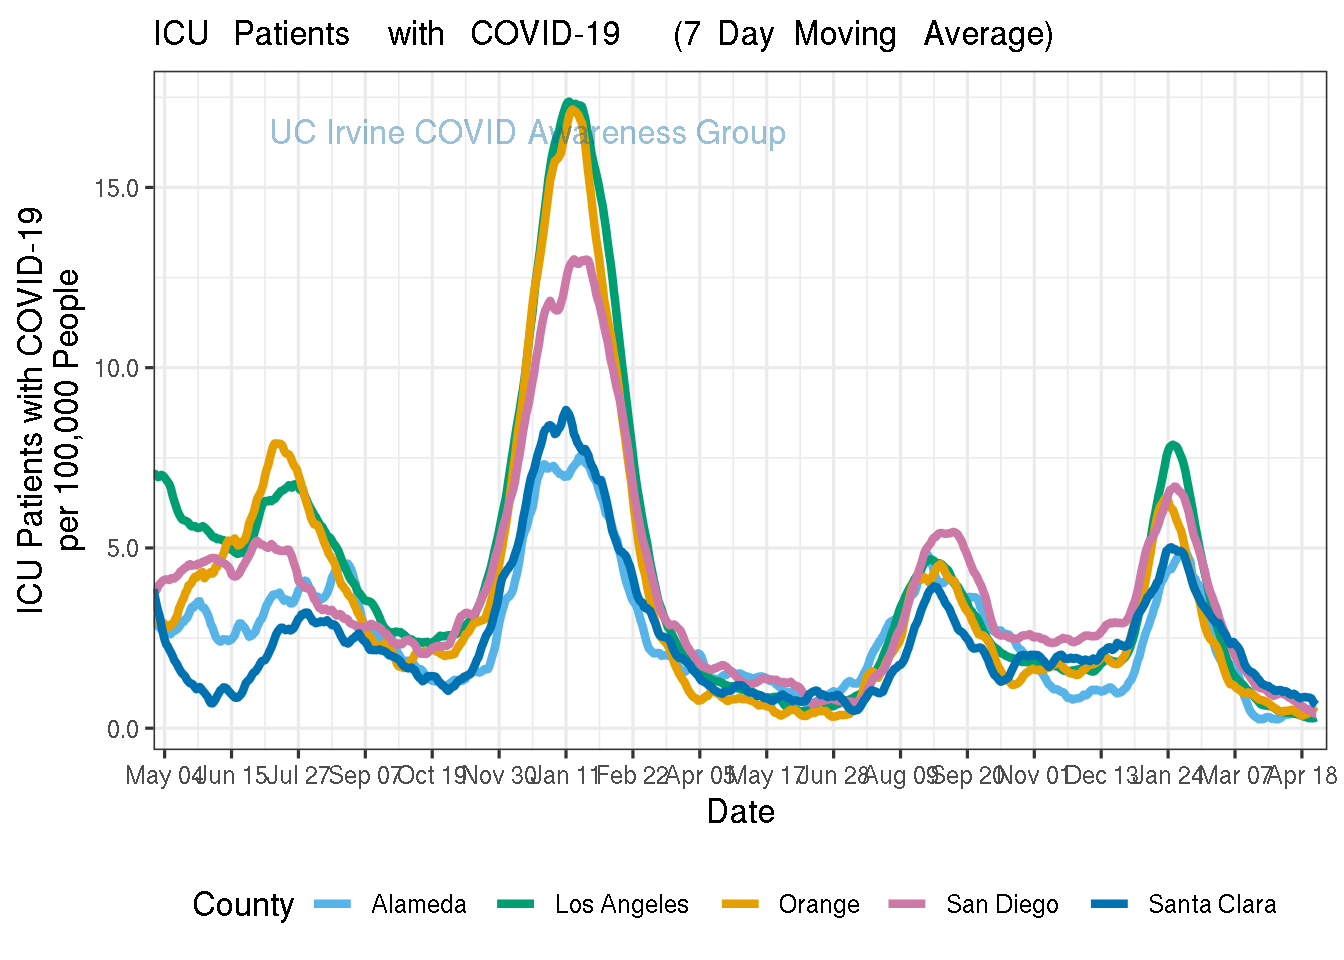 ICU Patients with COVID-19 (7 Day Moving Average)
UC Irvine COVID Awareness Group
ICU Patients with COVID-19
per 100,000 People
15.0
10.0
5.0
0.0
May 04 Jun 15 Jul 27 Sep 07 Oct 19 Nov 30 Jan 11 Feb 22 Apr 05 May 17 Jun 28 Aug 09 Sep 20 Nov 01 Dec 13 Jan 24 Mar 07 Apr 18
Date
County Alameda Los Angeles Orange San Diego Santa Clara